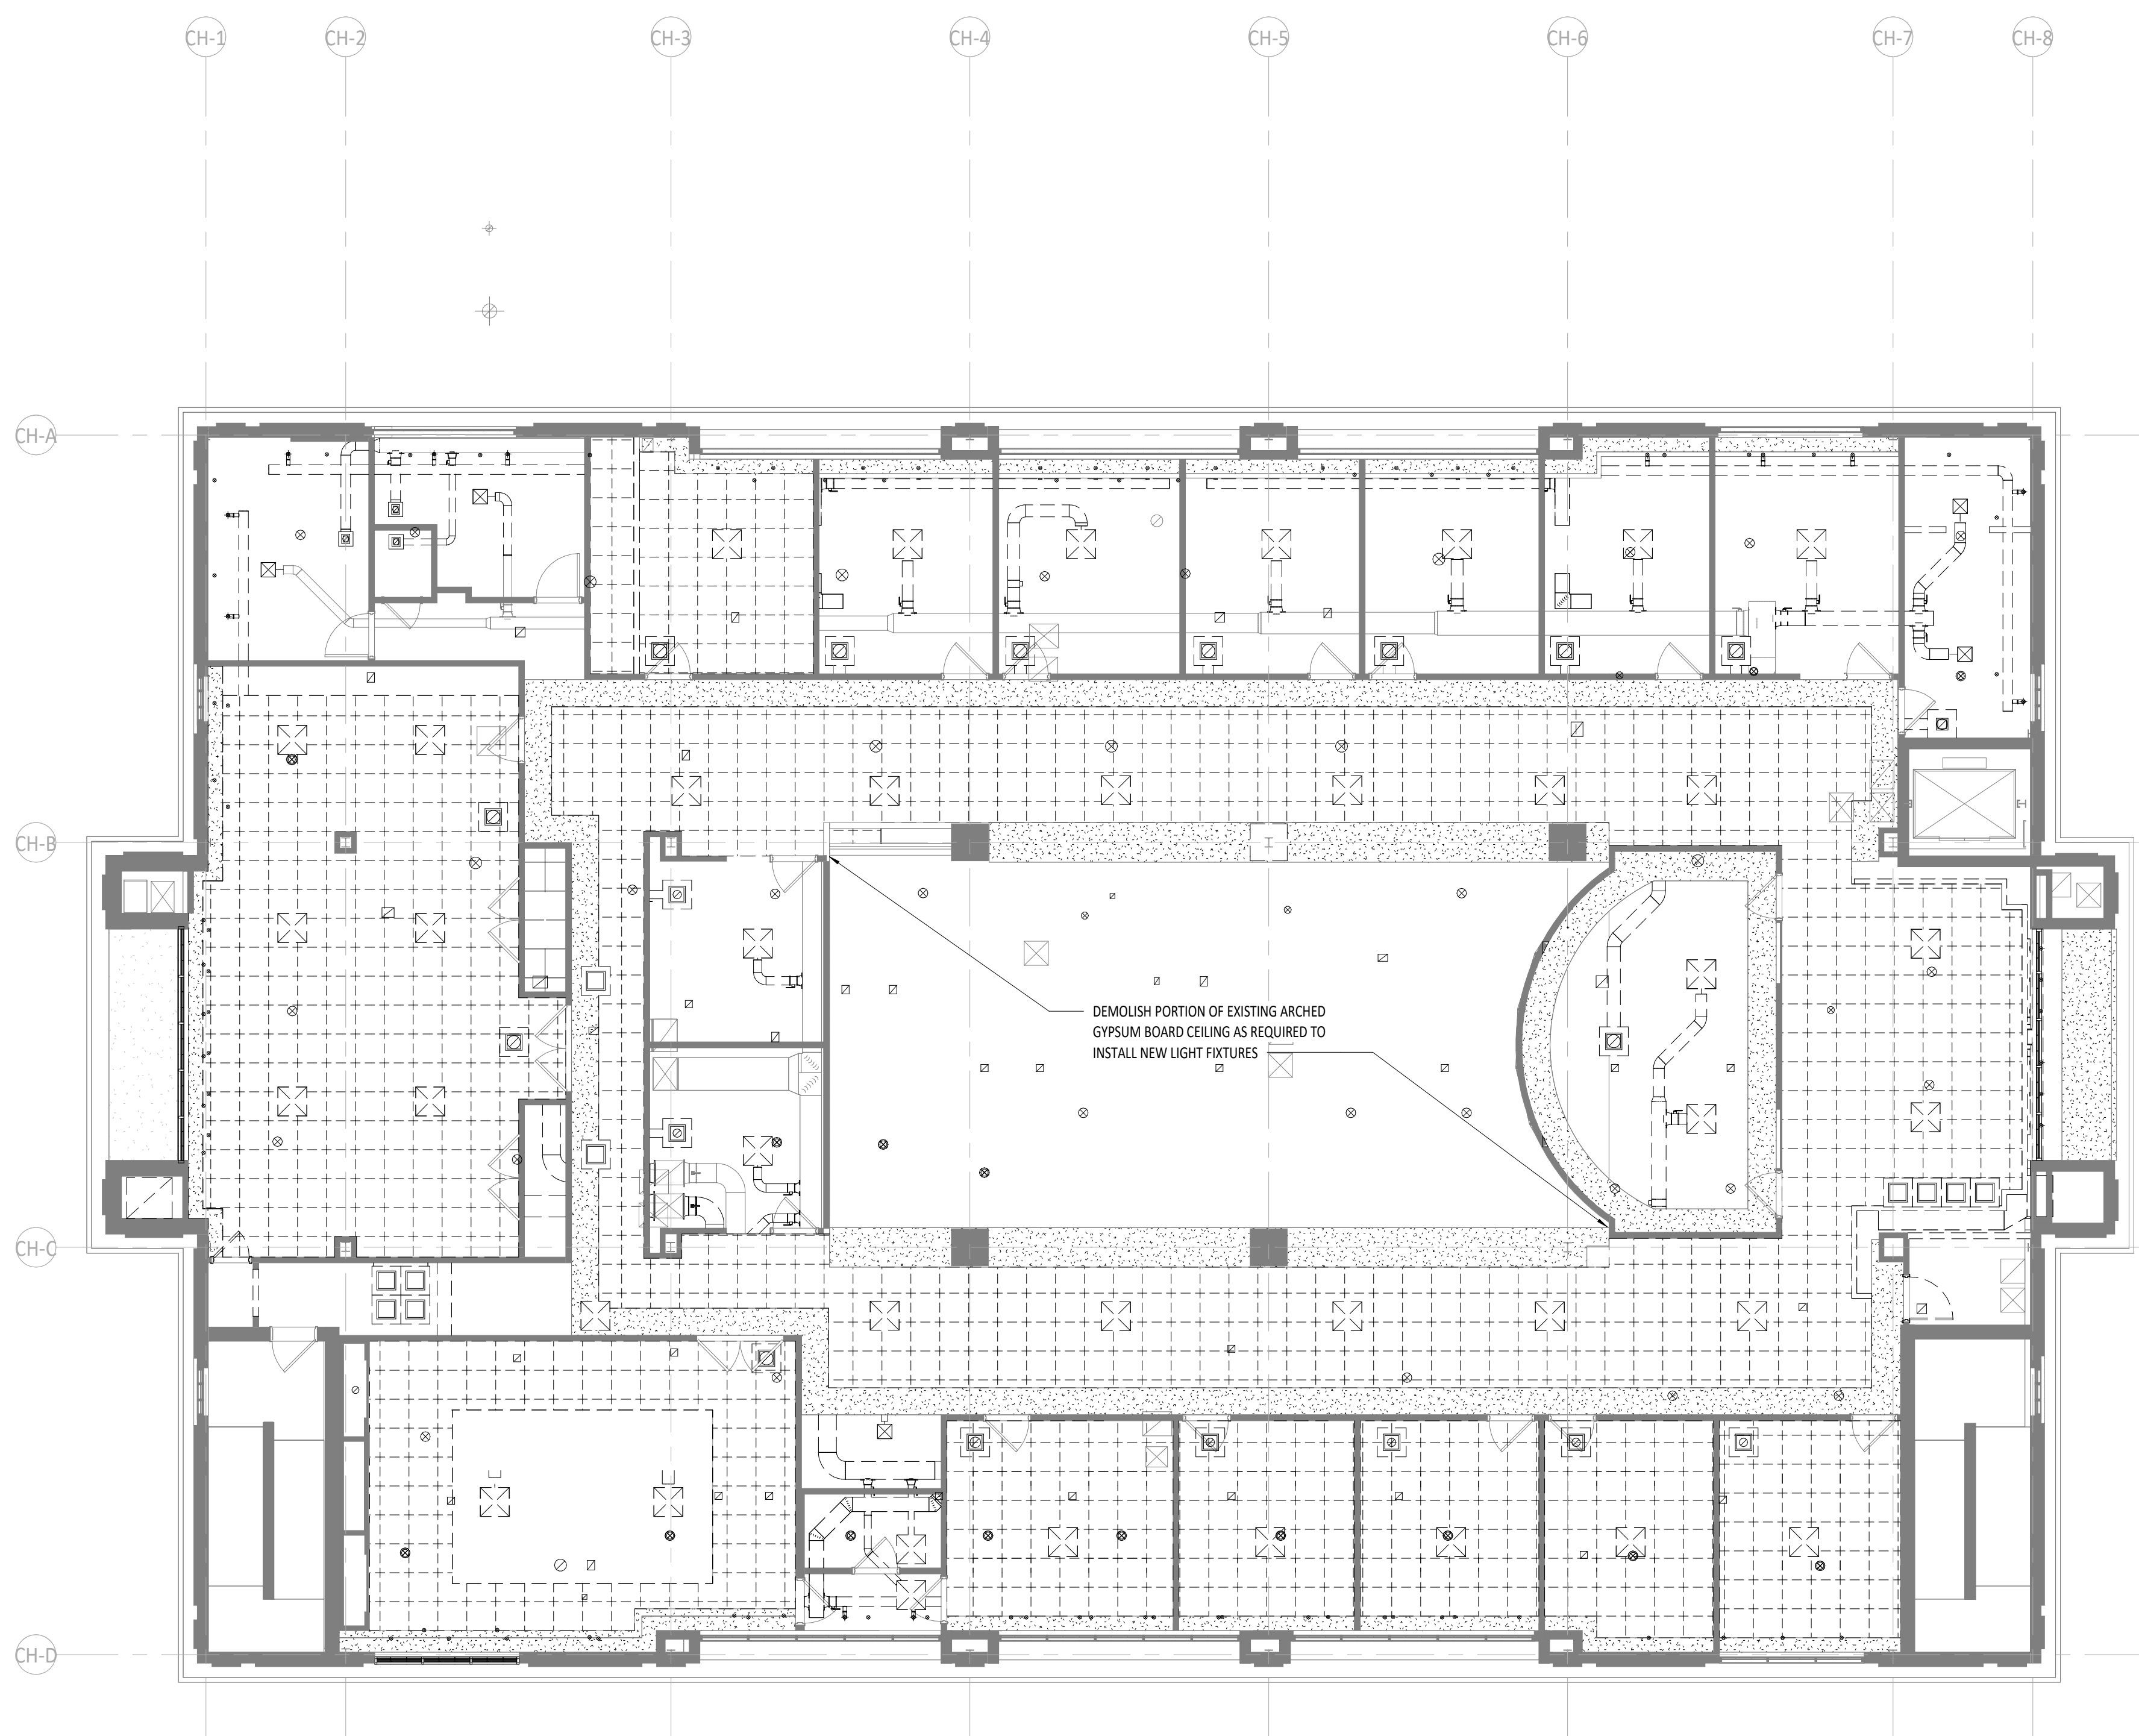 CH-1
CH-2
CH-3
CH-4
CH-5
CH-6
CH-7
CH-8
CH-A
CH-B
DEMOLISH PORTION OF EXISTING ARCHED
GYPSUM BOARD CEILING AS REQUIRED TO
INSTALL NEW LIGHT FIXTURES
CH-C
CH-D